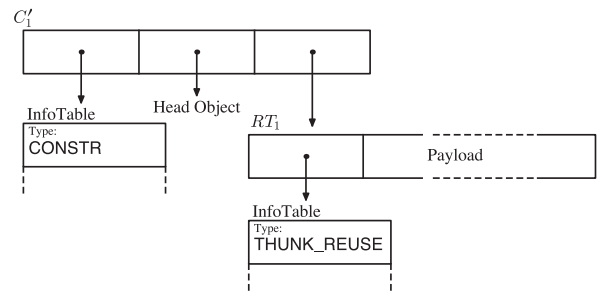 C′₁
InfoTable
Head Object
Type:
CONSTR
RT₁
Payload
InfoTable
Type:
THUNK_REUSE